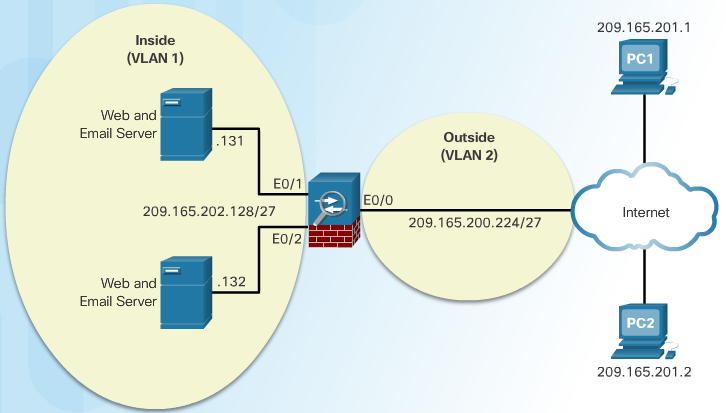 Inside
(VLAN 1)
Web and
Email Server
.131
E0/1
209.165.202.128/27
E0/2
Web and
Email Server
.132
Outside
(VLAN 2)
E0/0
209.165.200.224/27
209.165.201.1
PC1
Internet
PC2
209.165.201.2